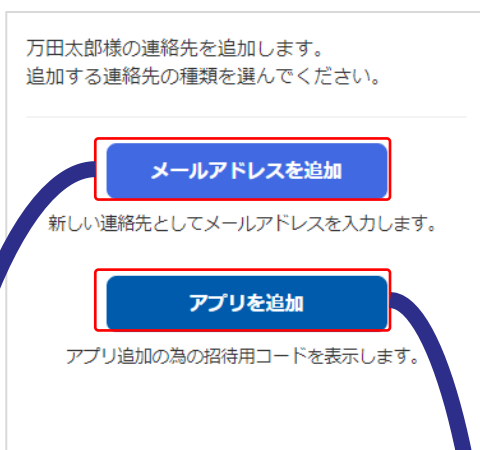 万田太郎様の連絡先を追加します。
追加する連絡先の種類を選んでください。
メールアドレスを追加
新しい連絡先としてメールアドレスを入力します。
アプリを追加
アプリ追加の為の招待用コードを表示します。